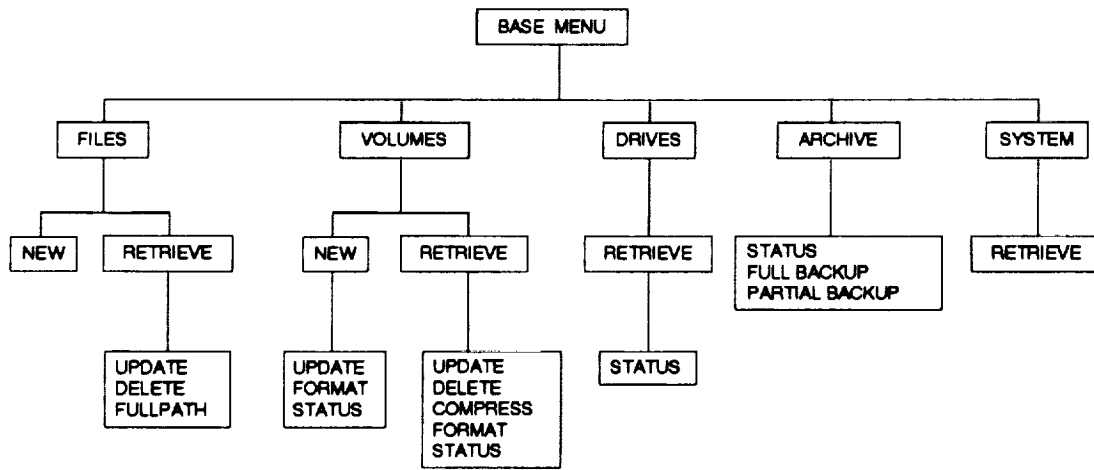 BASE MENU
FILES
VOLUMES
DRIVES
ARCHIVE
SYSTEM
NEW
RETRIEVE
NEW
RETRIEVE
RETRIEVE
STATUS
FULL BACKUP
PARTIAL BACKUP
RETRIEVE
UPDATE
DELETE
FULLPATH
UPDATE
FORMAT
STATUS
UPDATE
DELETE
COMPRESS
FORMAT
STATUS
STATUS